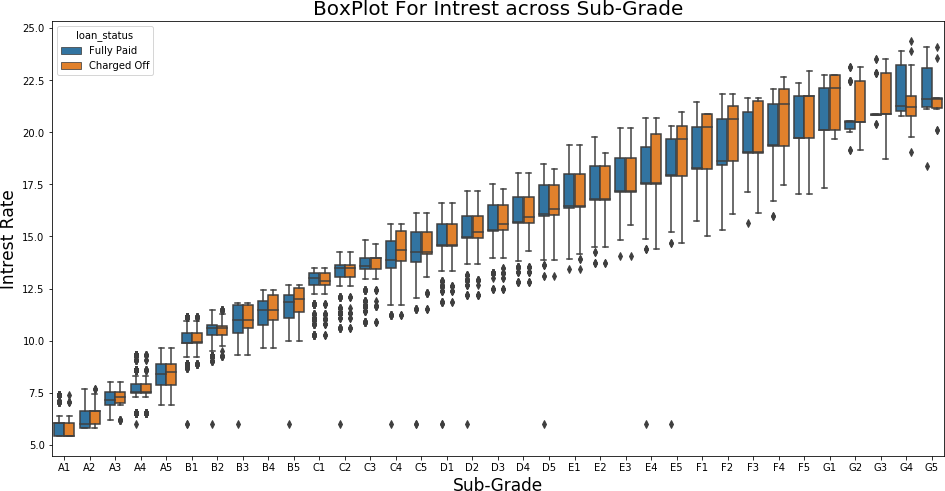 BoxPlot For Intrest across Sub-Grade
loan_status
Fully Paid
Charged Off
25.0
22.5
20.0
17.5
15.0
12.5
10.0
7.5
5.0
Intrest Rate
A1 A2 A3 A4 A5 B1 B2 B3 B4 B5 C1 C2 C3 C4 C5 D1 D2 D3 D4 D5 E1 E2 E3 E4 E5 F1 F2 F3 F4 F5 G1 G2 G3 G4 G5
Sub-Grade